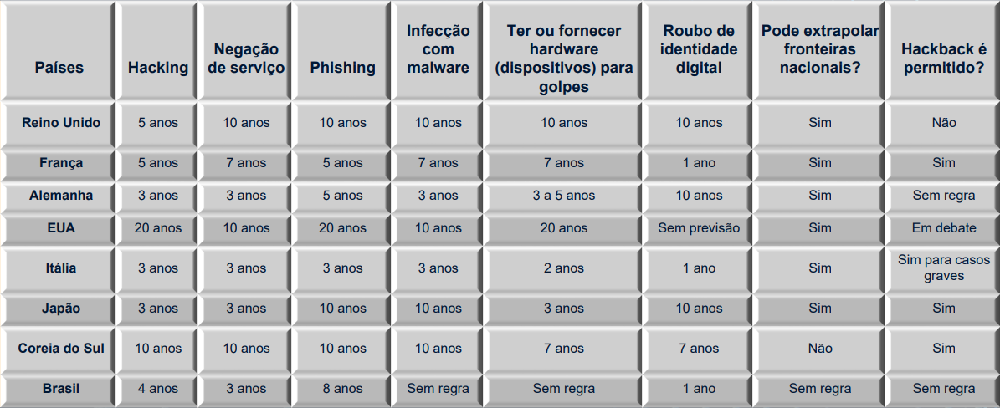 Países Hacking Negação de serviço Phishing Infecção com malware Ter ou fornecer hardware (dispositivos) para golpes Roubo de identidade digital Pode extrapolar fronteiras nacionais? Hackback é permitido?
Reino Unido 5 anos 10 anos 10 anos 10 anos 10 anos 10 anos Sim Não
França 5 anos 7 anos 5 anos 7 anos 7 anos 1 ano Sim Sim
Alemanha 3 anos 3 anos 5 anos 3 anos 3 a 5 anos 10 anos Sim Sem regra
EUA 20 anos 10 anos 20 anos 10 anos 20 anos Sem previsão Sim Em debate
Itália 3 anos 3 anos 3 anos 3 anos 2 anos 1 ano Sim Sim para casos graves
Japão 3 anos 3 anos 10 anos 10 anos 3 anos 10 anos Sim Sim
Coreia do Sul 10 anos 10 anos 10 anos 10 anos 7 anos 7 anos Não Sim
Brasil 4 anos 3 anos 8 anos Sem regra Sem regra 1 ano Sem regra Sem regra